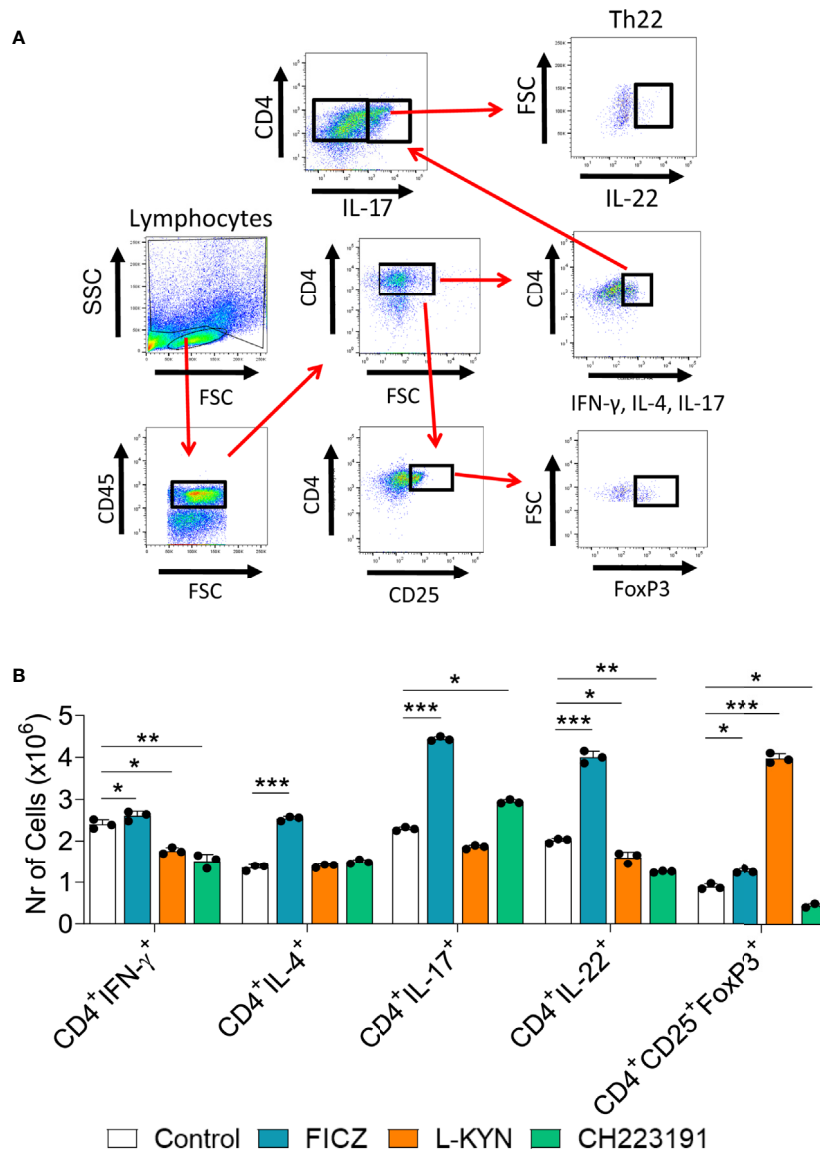 A
Th22
CD4
IL-17
FSC
IL-22
Lymphocytes
SSC
FSC
CD4
FSC
CD4
IFN-γ, IL-4, IL-17
CD45
FSC
CD4
CD25
FSC
FoxP3
B
Nr of Cells (x10⁶)
5
4
3
2
1
0
** * *
***
* ***
** * ***
* *** *
CD4⁺IFN-γ⁺
CD4⁺IL-4⁺
CD4⁺IL-17⁺
CD4⁺IL-22⁺
CD4⁺CD25⁺FoxP3⁺
Control FICZ L-KYN CH223191